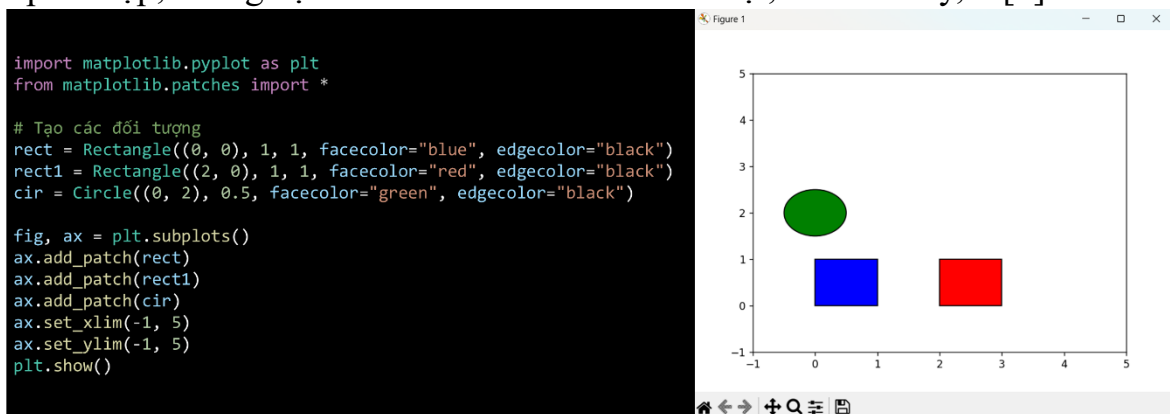 import matplotlib.pyplot as plt
from matplotlib.patches import *
# Tạo các đối tượng
rect = Rectangle((0, 0), 1, 1, facecolor="blue", edgecolor="black")
rect1 = Rectangle((2, 0), 1, 1, facecolor="red", edgecolor="black")
cir = Circle((0, 2), 0.5, facecolor="green", edgecolor="black")
fig, ax = plt.subplots()
ax.add_patch(rect)
ax.add_patch(rect1)
ax.add_patch(cir)
ax.set_xlim(-1, 5)
ax.set_ylim(-1, 5)
plt.show()
Figure 1
5
4
3
2
1
0
−1
−1 0 1 2 3 4 5